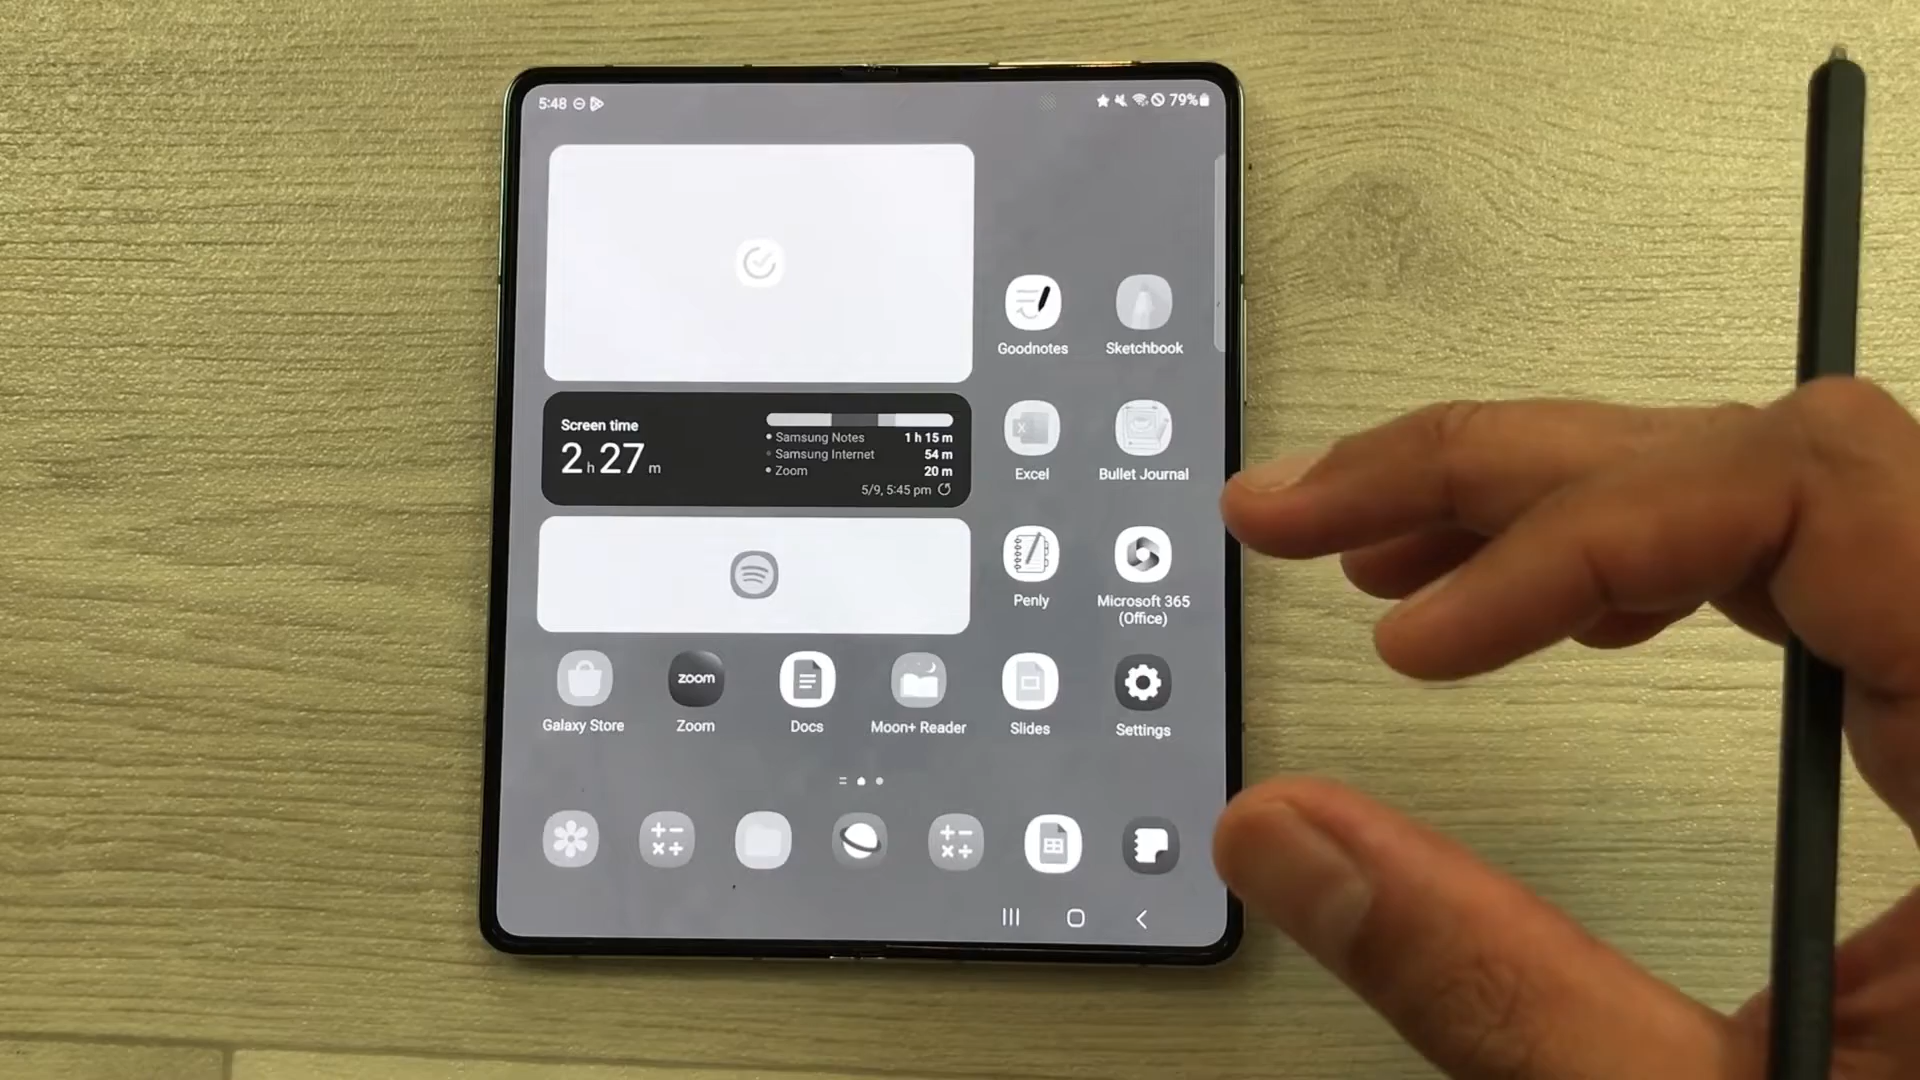 5:48
79%
Goodnotes
Sketchbook
Screen time
2 h 27 m
Samsung Notes 1 h 15 m
Samsung Internet 54 m
Zoom 20 m
5/9, 5:45 pm
Excel
Bullet Journal
Penly
Microsoft 365
(Office)
zoom
Galaxy Store
Zoom
Docs
Moon+ Reader
Slides
Settings